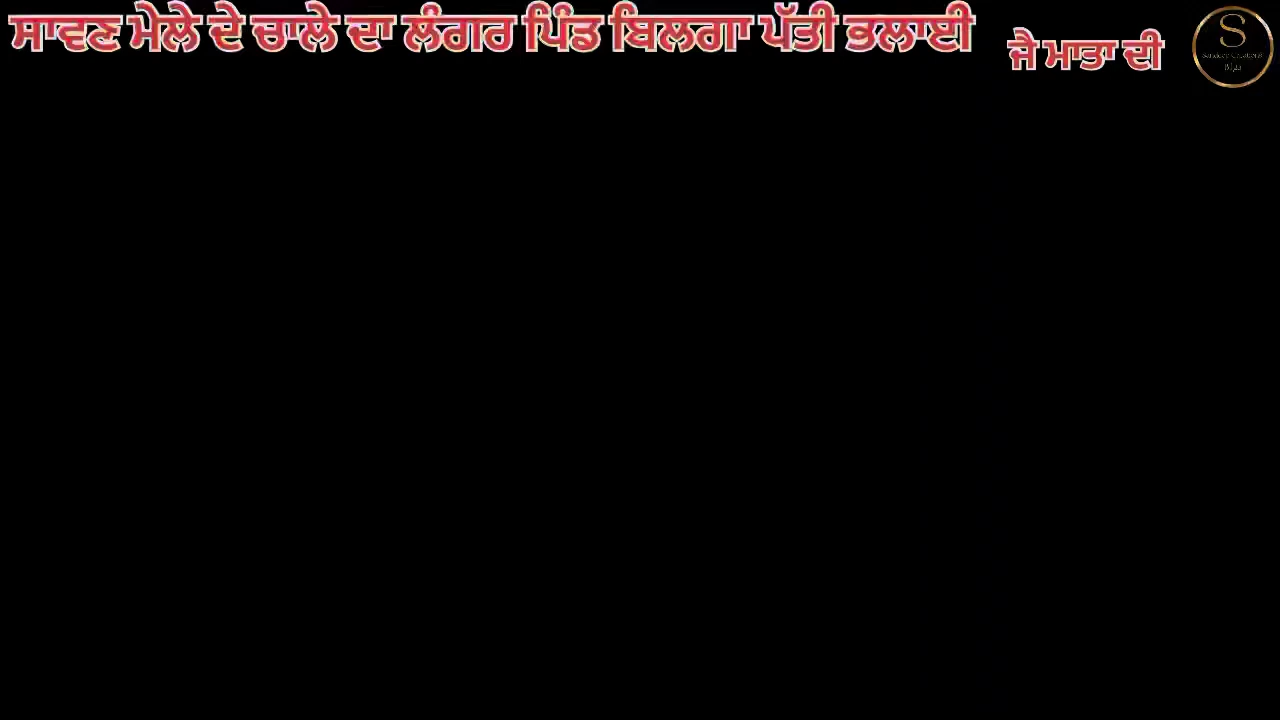 ਸਾਵਣ ਮੇਲੇ ਦੇ ਚਾਲੇ ਦਾ ਲੰਗਰ ਪਿੰਡ ਬਿਲਗਾ ਪੱਤੀ ਭਲਾਈ
ਜੈ ਮਾਤਾ ਦੀ
S